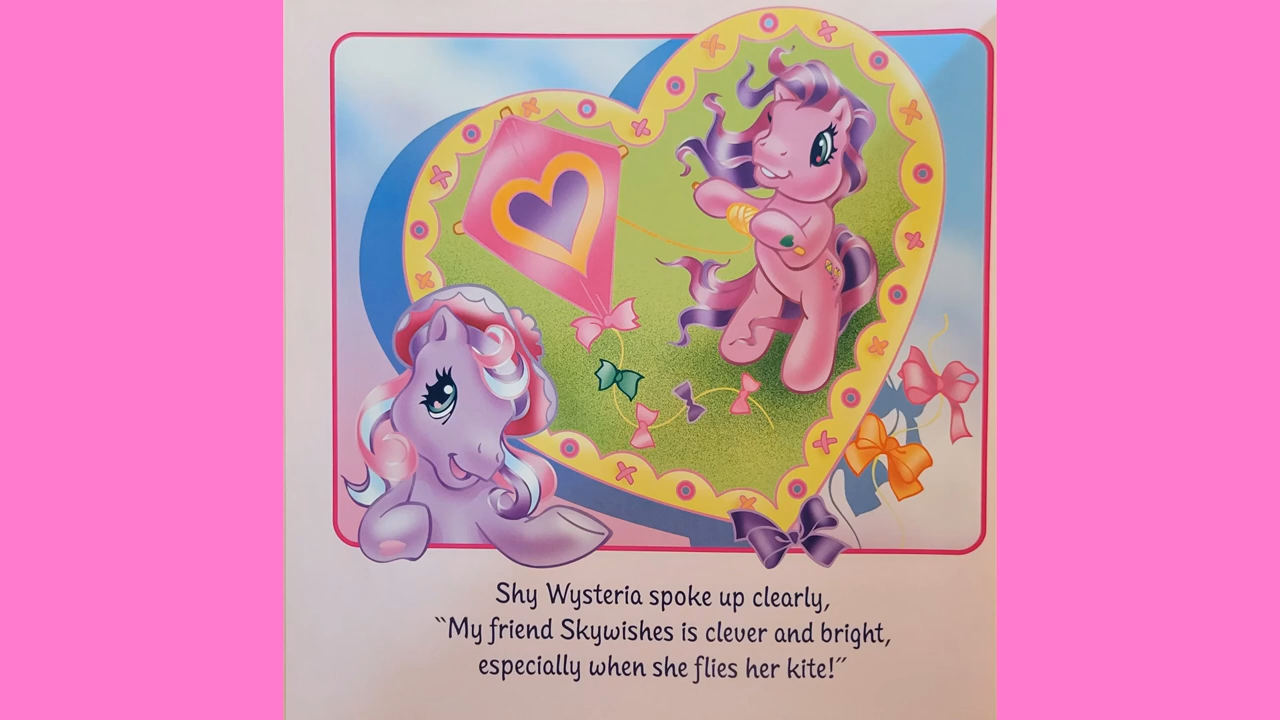 Shy Wysteria spoke up clearly,
“My friend Skywishes is clever and bright,
especially when she flies her kite!”